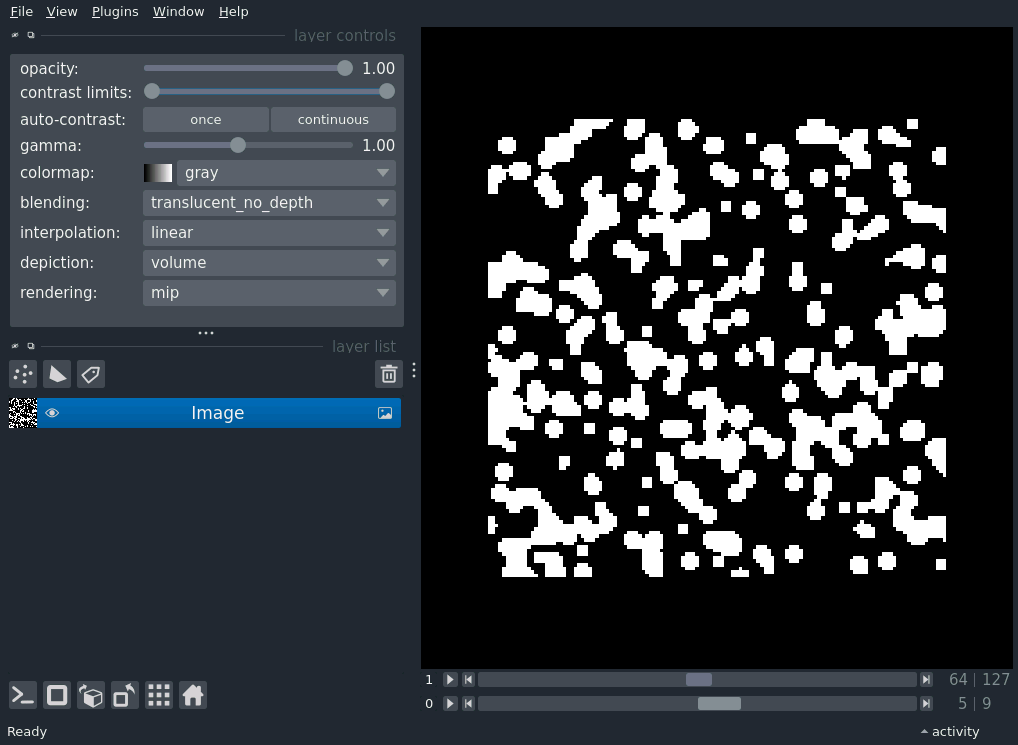 File View Plugins Window Help
layer controls
opacity: 1.00
contrast limits:
auto-contrast: once continuous
gamma: 1.00
colormap: gray
blending: translucent_no_depth
interpolation: linear
depiction: volume
rendering: mip
layer list
Image
1 64 | 127
0 5 | 9
Ready activity